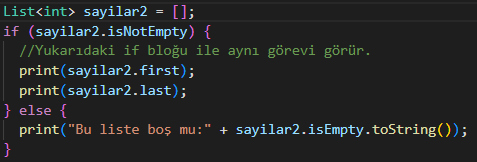 List<int> sayilar2 = [];
if (sayilar2.isNotEmpty) {
//Yukarıdaki if bloğu ile aynı görevi görür.
print(sayilar2.first);
print(sayilar2.last);
} else {
print("Bu liste boş mu:" + sayilar2.isEmpty.toString());
}